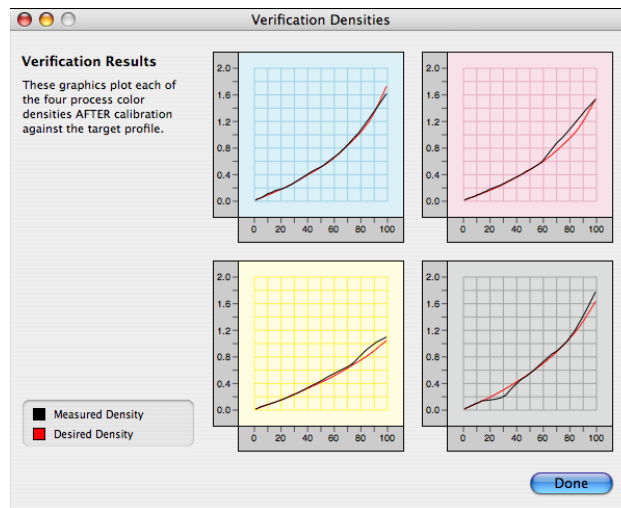 Verification Densities
Verification Results
These graphics plot each of
the four process color
densities AFTER calibration
against the target profile.
2.0
1.6
1.2
0.8
0.4
0.0
0 20 40 60 80 100
2.0
1.6
1.2
0.8
0.4
0.0
0 20 40 60 80 100
2.0
1.6
1.2
0.8
0.4
0.0
0 20 40 60 80 100
2.0
1.6
1.2
0.8
0.4
0.0
0 20 40 60 80 100
Measured Density
Desired Density
Done